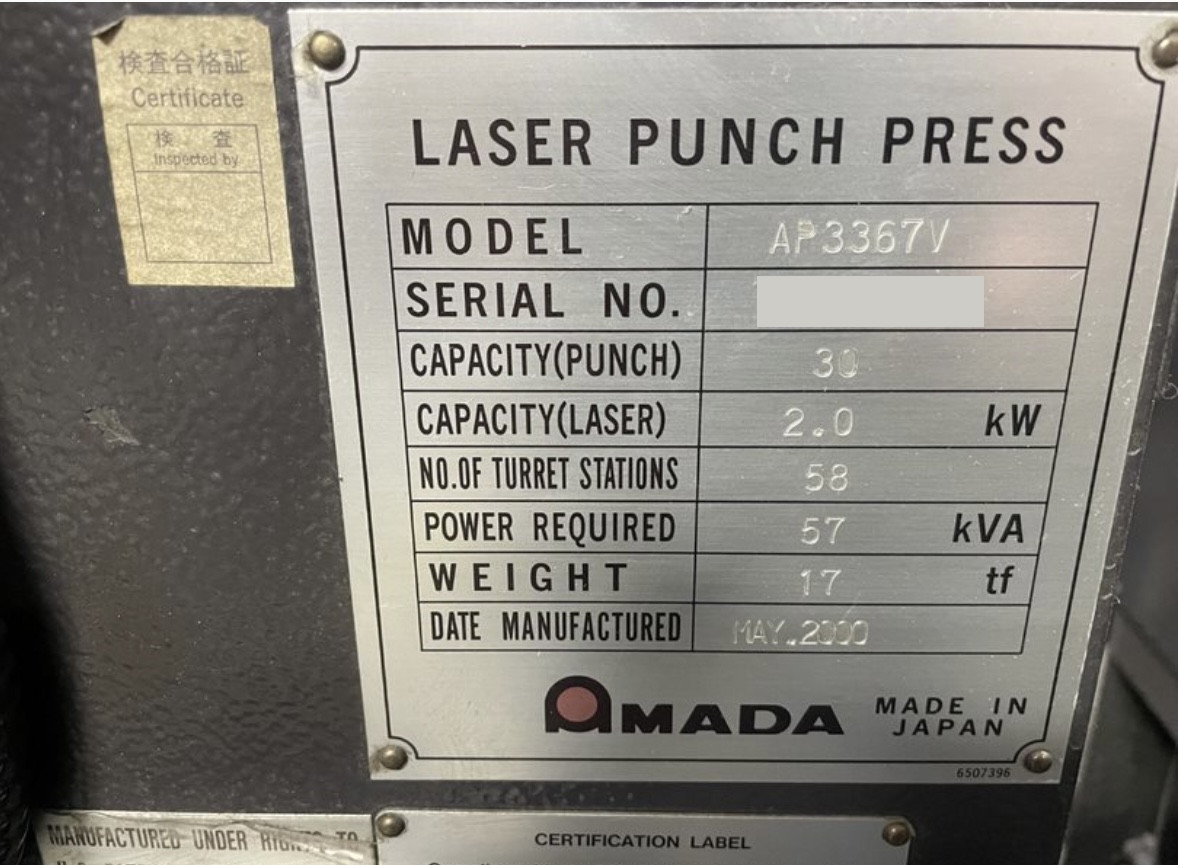 検査合格証
Certificate
検 査
Inspected by
LASER PUNCH PRESS
MODEL AP3367V
SERIAL NO.
CAPACITY(PUNCH) 30
CAPACITY(LASER) 2.0 kW
NO.OF TURRET STATIONS 58
POWER REQUIRED 57 kVA
WEIGHT 17 tf
DATE MANUFACTURED MAY.2000
AMADA MADE IN
JAPAN
6507396
MANUFACTURED UNDER RIGHTS TO
CERTIFICATION LABEL